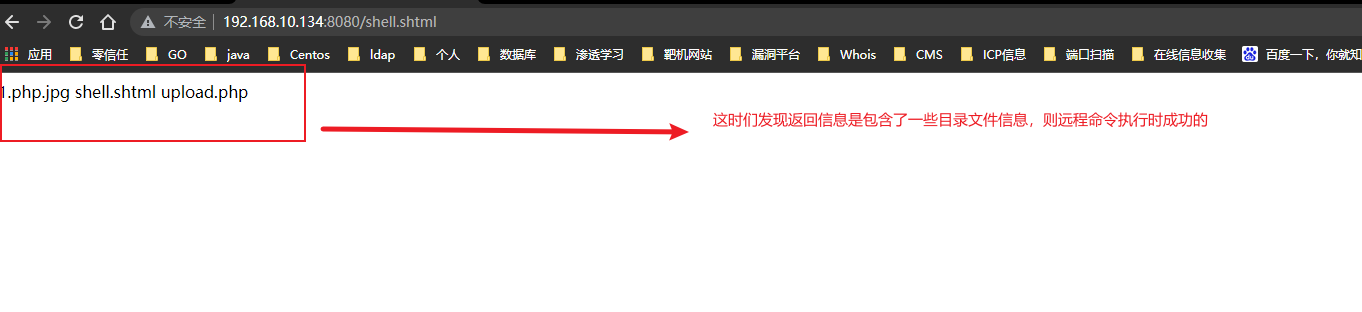 不安全 192.168.10.134:8080/shell.shtml
应用 零信任 GO java Centos ldap 个人 数据库 渗透学习 靶机网站 漏洞平台 Whois CMS ICP信息 端口扫描 在线信息收集 百度一下，你就知
1.php.jpg shell.shtml upload.php
这时们发现返回信息是包含了一些目录文件信息，则远程命令执行时成功的